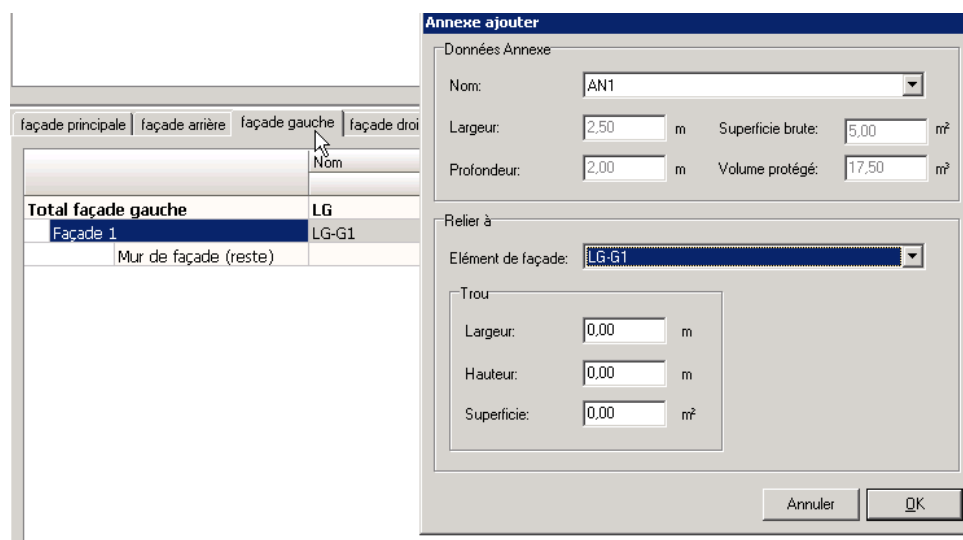 façade principale
façade arrière
façade gauche
façade droi
Nom
Total façade gauche LG
Façade 1 LG-G1
Mur de façade (reste)
Annexe ajouter
Données Annexe
Nom: AN1
Largeur: 2,50 m Superficie brute: 5,00 m²
Profondeur: 2,00 m Volume protégé: 17,50 m³
Relier à
Elément de façade: LG-G1
Trou
Largeur: 0,00 m
Hauteur: 0,00 m
Superficie: 0,00 m²
Annuler
OK